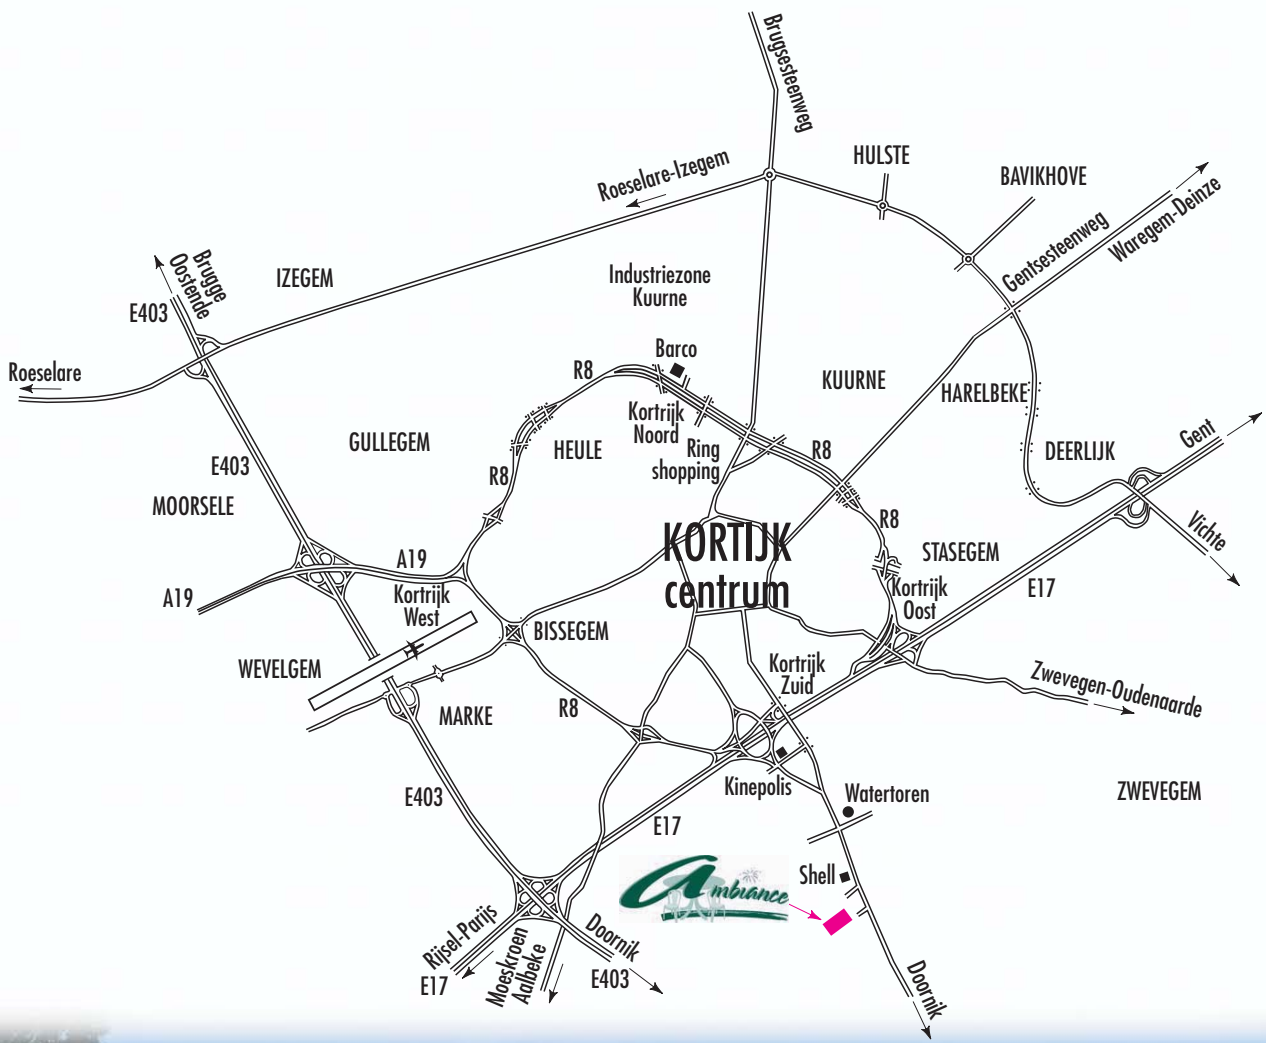 Brugsesteenweg
HULSTE
BAVIKHOVE
Roeselare-Izegem
Gentsesteenweg
Waregem-Deinze
Brugge
Oostende
IZEGEM
Industriezone
Kuurne
E403
Barco
Roeselare
R8
KUURNE
HARELBEKE
Kortrijk
Noord
GULLEGEM
HEULE
Ring
shopping
R8
DEERLIJK
Gent
E403
R8
MOORSELE
R8
Vichte
KORTIJK
centrum
STASEGEM
A19
Kortrijk
West
A19
Kortrijk
Oost
E17
BISSEGEM
WEVELGEM
Kortrijk
Zuid
Zwevegen-Oudenaarde
MARKE
R8
Kinepolis
E403
Watertoren
ZWEVEGEM
E17
Shell
Ambiance
Rijsel-Parijs
E17
Moeskroen
Aalbeke
Doornik
E403
Doornik